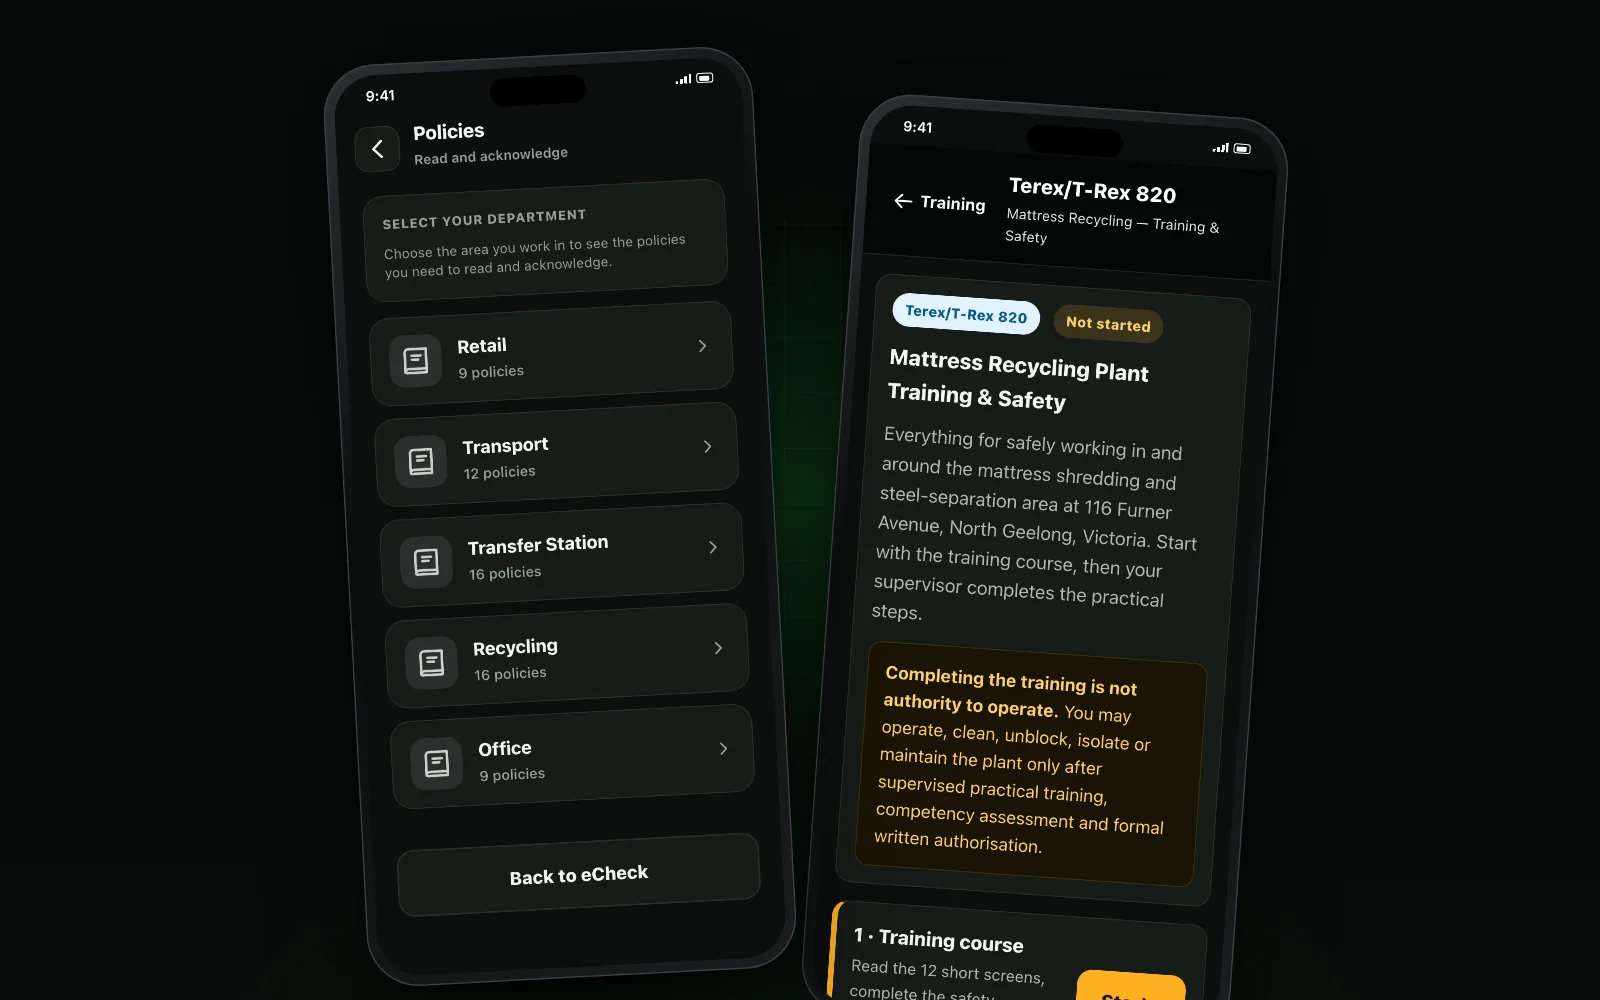 9:41
Policies
Read and acknowledge
SELECT YOUR DEPARTMENT
Choose the area you work in to see the policies
you need to read and acknowledge.
Retail
9 policies
Transport
12 policies
Transfer Station
16 policies
Recycling
16 policies
Office
9 policies
Back to eCheck
9:41
Training
Terex/T-Rex 820
Mattress Recycling — Training &
Safety
Terex/T-Rex 820
Not started
Mattress Recycling Plant
Training & Safety
Everything for safely working in and
around the mattress shredding and
steel-separation area at 116 Furner
Avenue, North Geelong, Victoria. Start
with the training course, then your
supervisor completes the practical
steps.
Completing the training is not
authority to operate. You may
operate, clean, unblock, isolate or
maintain the plant only after
supervised practical training,
competency assessment and formal
written authorisation.
1 · Training course
Read the 12 short screens,
complete the safety